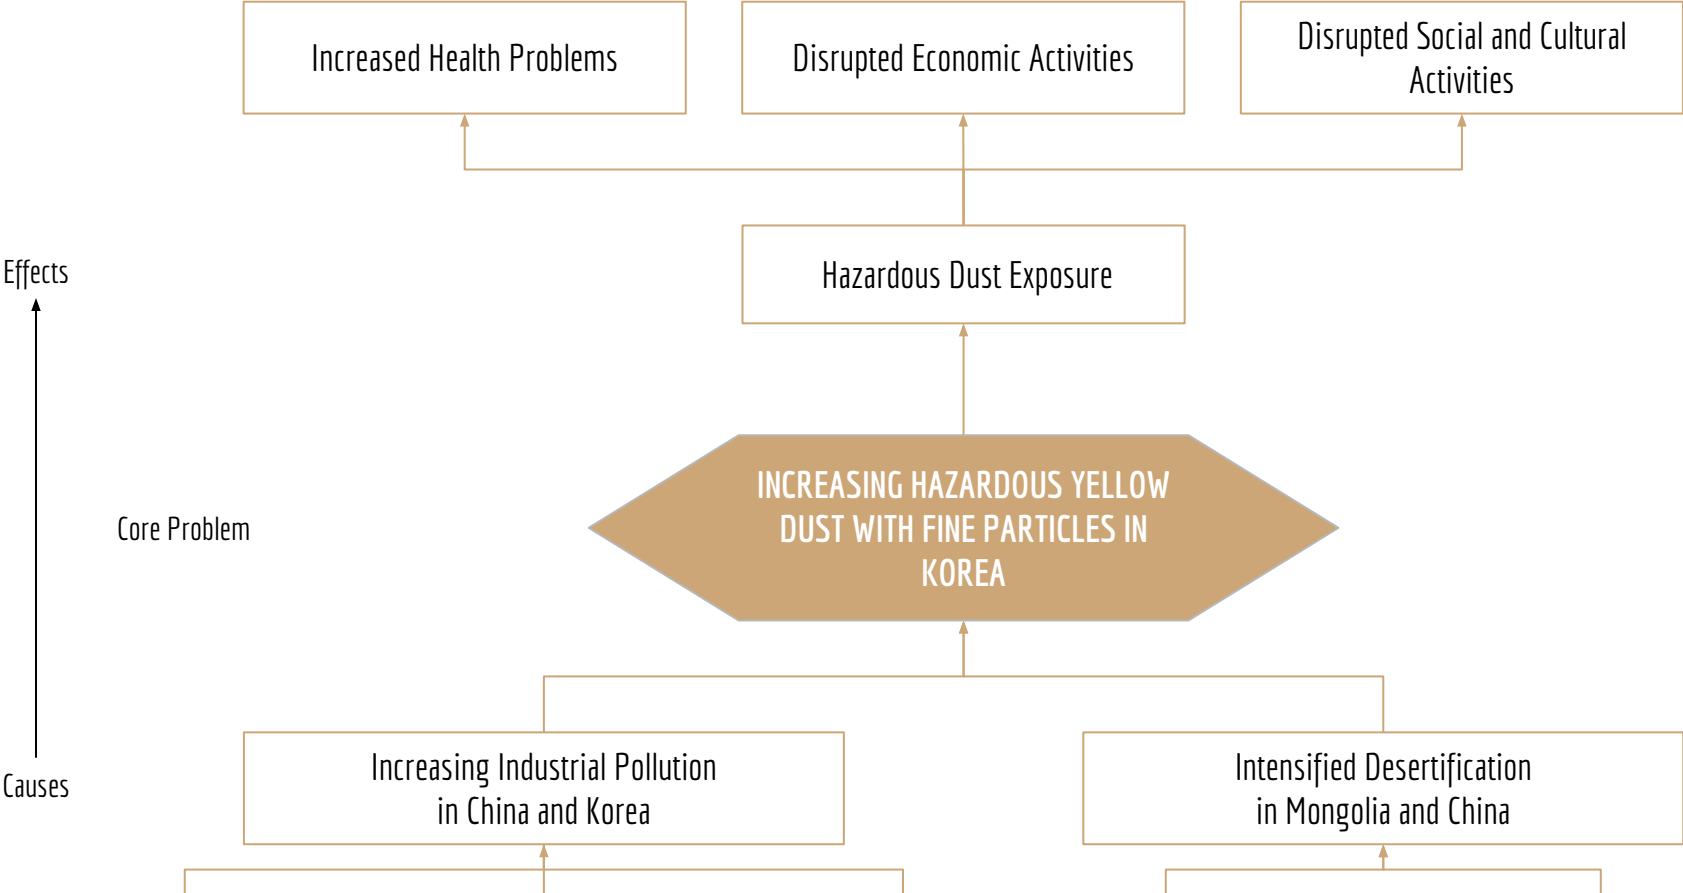 Increased Health Problems
Disrupted Economic Activities
Disrupted Social and Cultural
Activities
Effects
Hazardous Dust Exposure
Core Problem
INCREASING HAZARDOUS YELLOW
DUST WITH FINE PARTICLES IN
KOREA
Causes
Increasing Industrial Pollution
in China and Korea
Intensified Desertification
in Mongolia and China